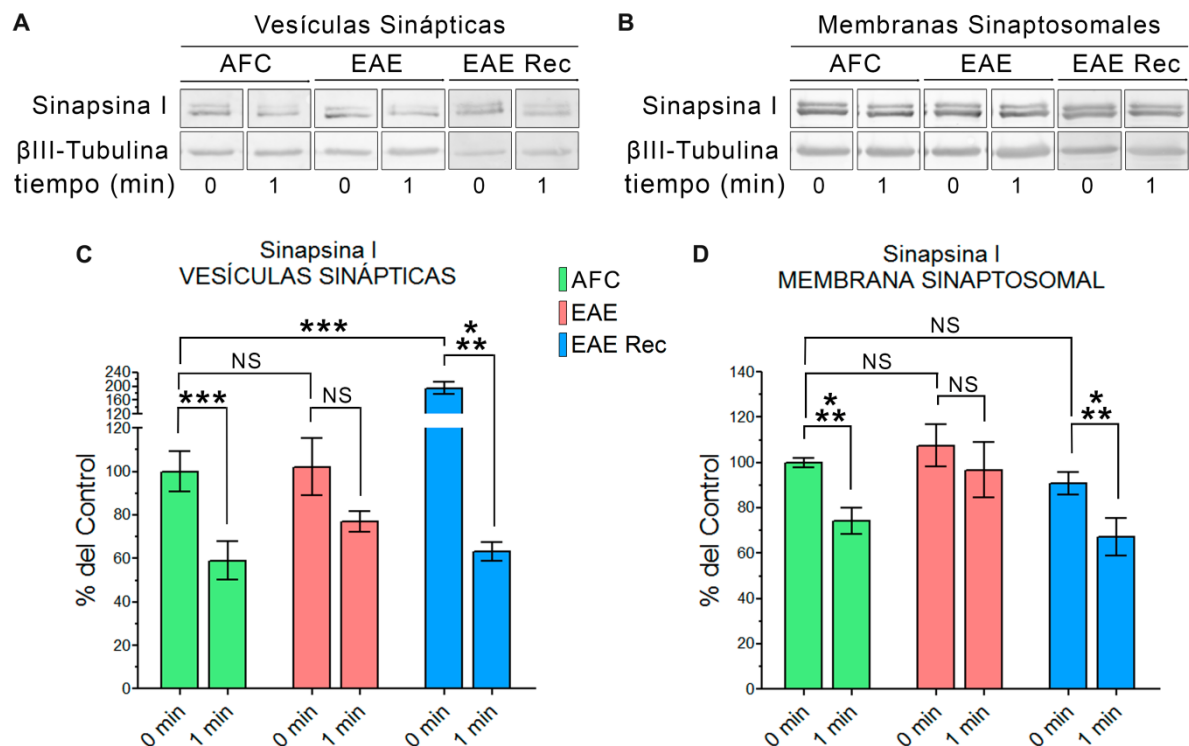 A
Vesículas Sinápticas
AFC EAE EAE Rec
Sinapsina I
βIII-Tubulina
tiempo (min) 0 1 0 1 0 1
B
Membranas Sinaptosomales
AFC EAE EAE Rec
Sinapsina I
βIII-Tubulina
tiempo (min) 0 1 0 1 0 1
C
Sinapsina I
VESÍCULAS SINÁPTICAS
AFC
EAE
EAE Rec
***
*
**
NS
***
NS
240
200
160
120
120
100
80
60
40
20
0
% del Control
0 min 1 min 0 min 1 min 0 min 1 min
D
Sinapsina I
MEMBRANA SINAPTOSOMAL
NS
NS
NS
*
**
*
**
140
120
100
80
60
40
20
0
% del Control
0 min 1 min 0 min 1 min 0 min 1 min